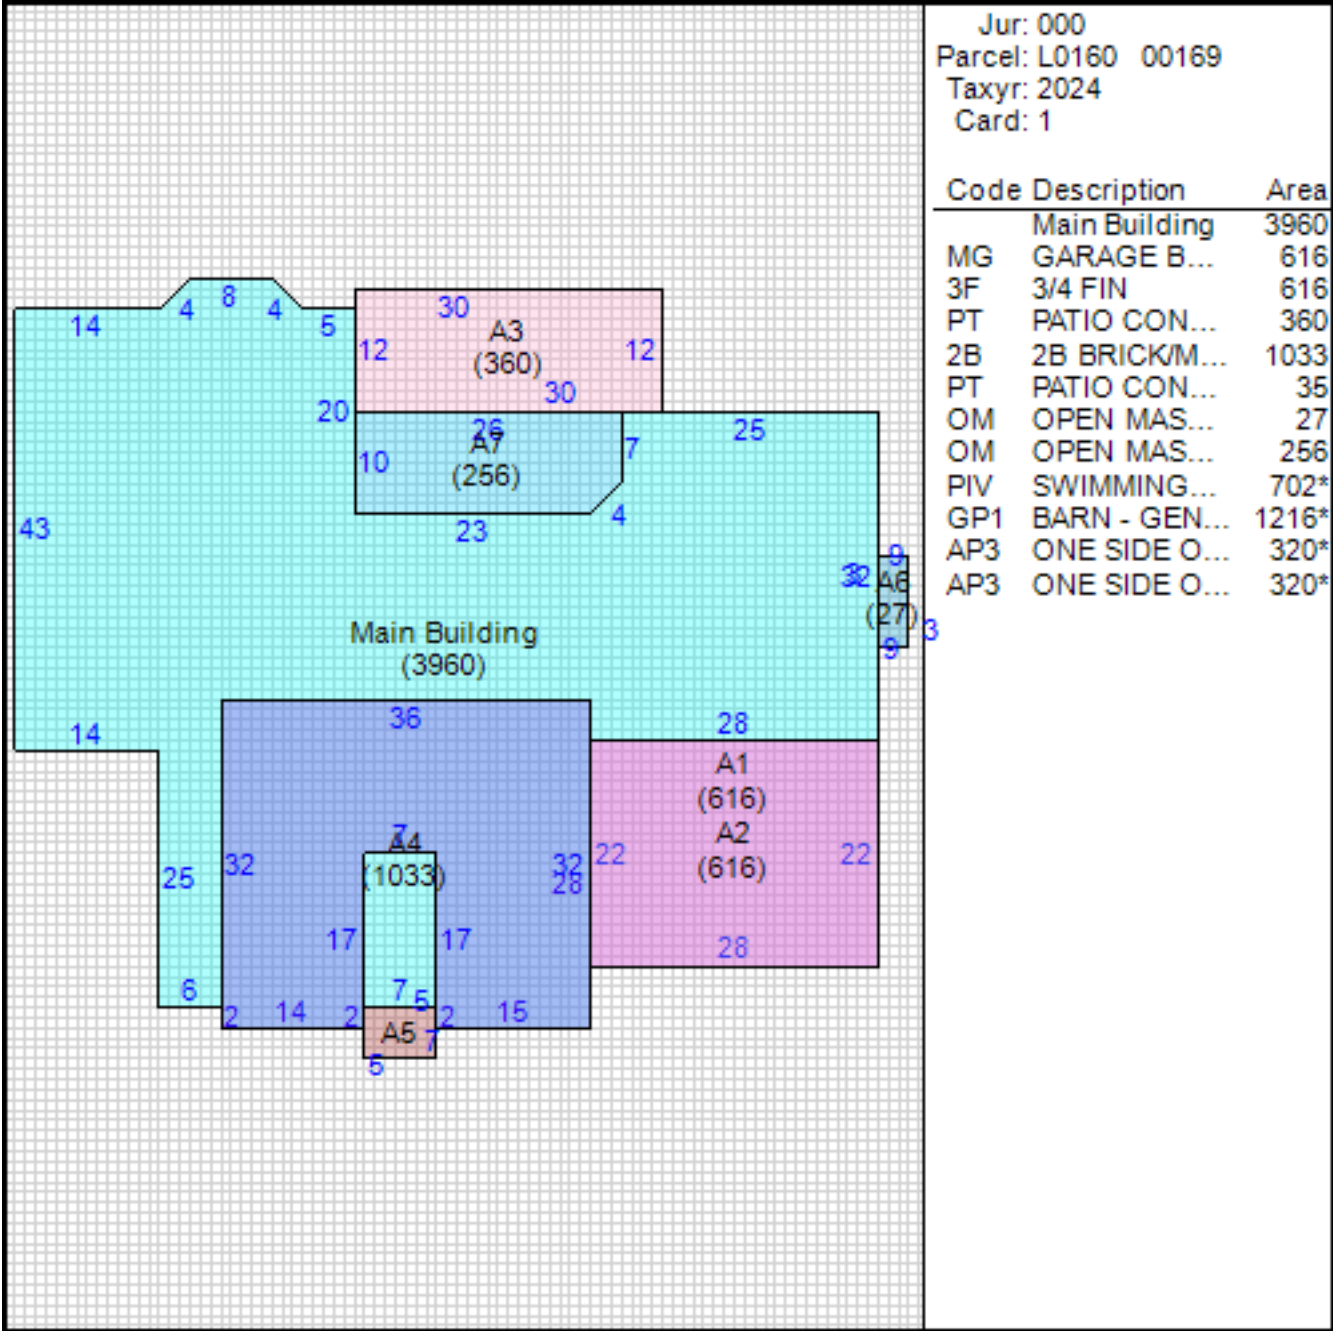 Jur: 000
Parcel: L0160 00169
Taxyr: 2024
Card: 1
Code Description Area
Main Building 3960
MG GARAGE B... 616
3F 3/4 FIN 616
PT PATIO CON... 360
2B 2B BRICK/M... 1033
PT PATIO CON... 35
OM OPEN MAS... 27
OM OPEN MAS... 256
PIV SWIMMING... 702*
GP1 BARN - GEN... 1216*
AP3 ONE SIDE O... 320*
AP3 ONE SIDE O... 320*
14 4 8 4 5
30
A3
(360)
12 12
30
20
26
25
A7
(256)
10 7
23 4
43
9
32
A6
(27)
3
9
Main Building
(3960)
36
14
28
A1
(616)
A2
(616)
22 22
28
7
A4
(1033)
32
32
28
25
17 17
6
7 5
2 14 2 2 15
A5
7
5